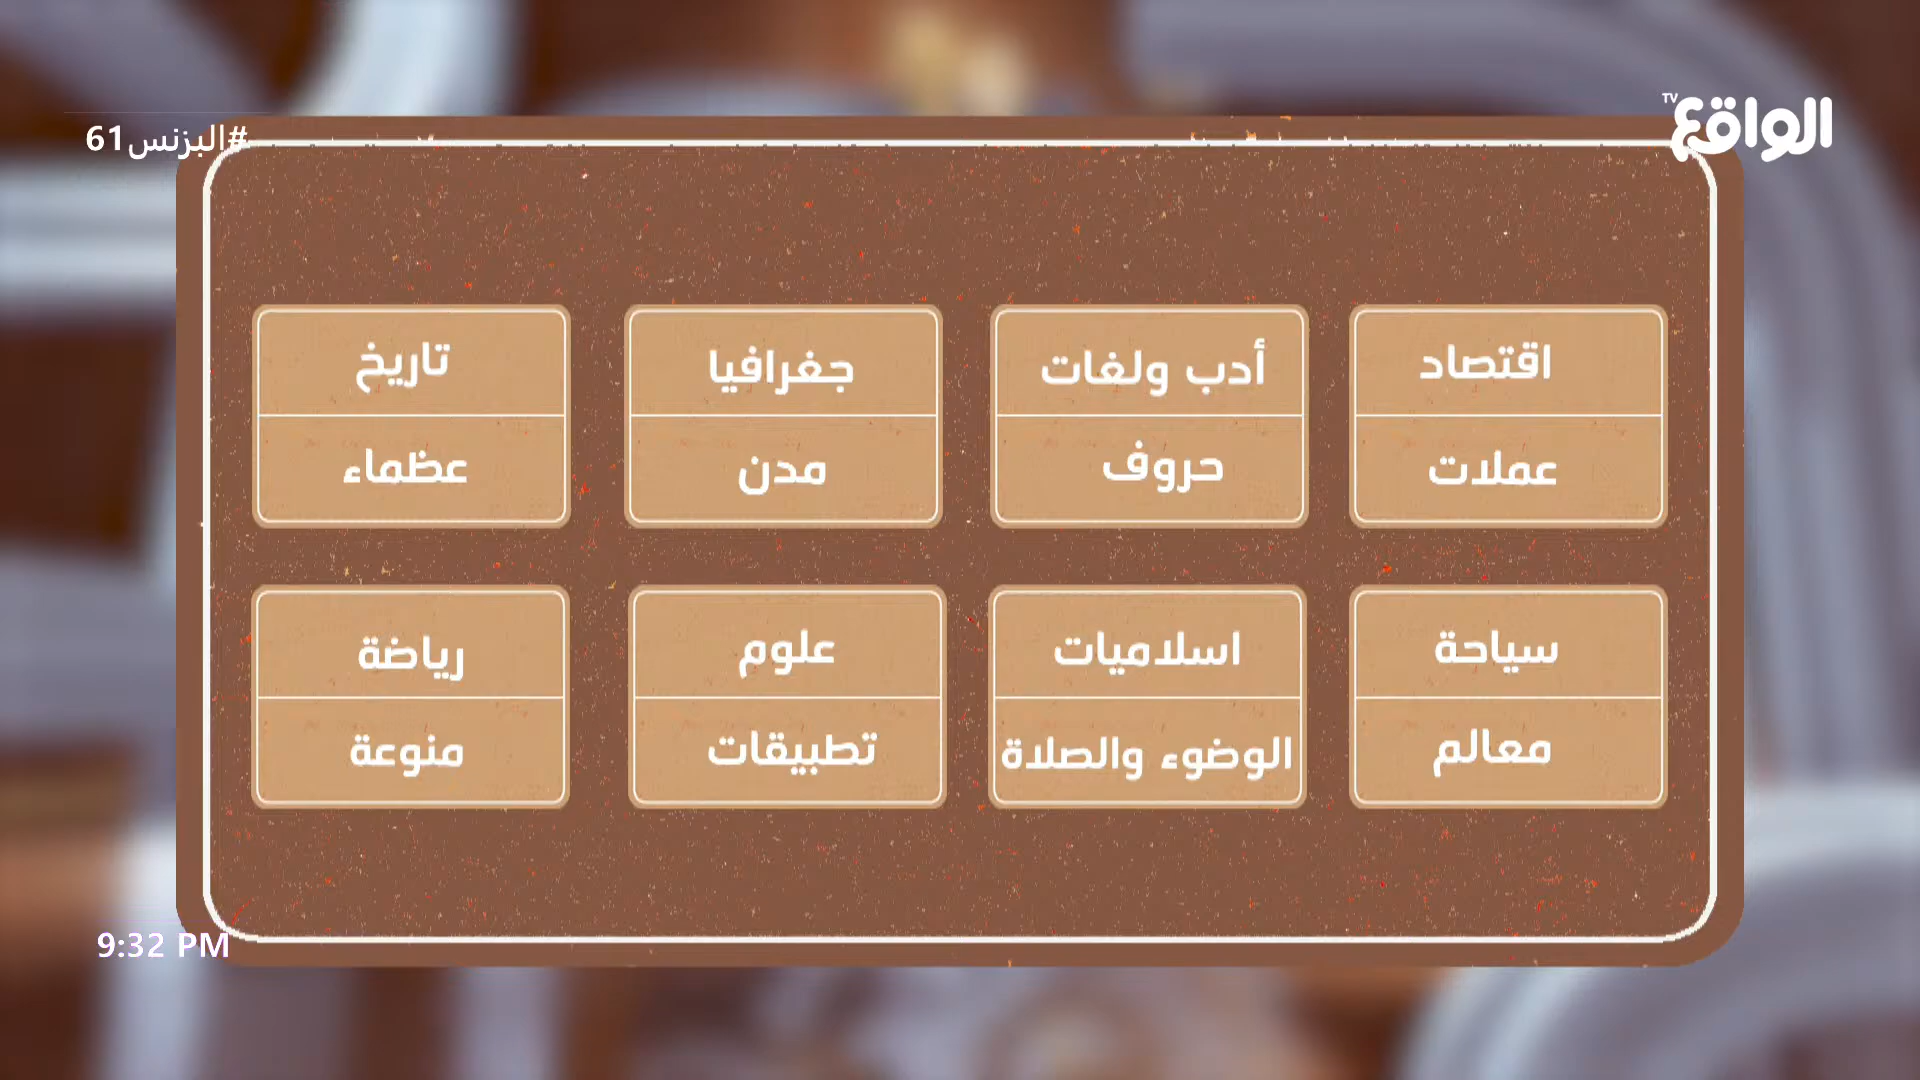 الواقع TV
#البزنس61
اقتصاد
عملات
أدب ولغات
حروف
جغرافيا
مدن
تاريخ
عظماء
سياحة
معالم
اسلاميات
الوضوء والصلاة
علوم
تطبيقات
رياضة
منوعة
9:32 PM